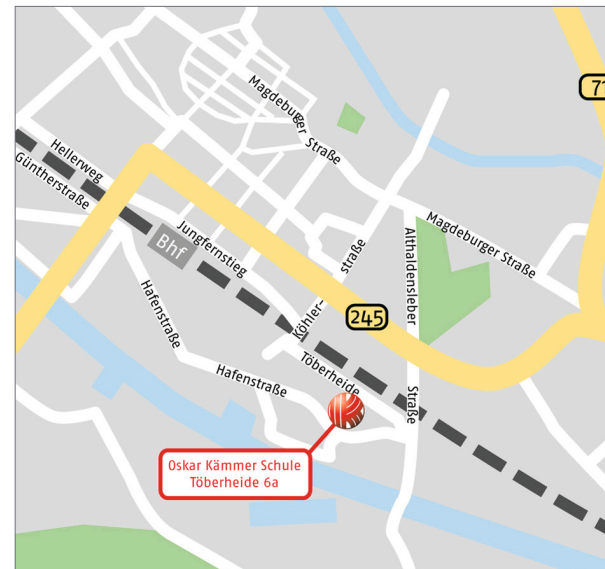 71
Magdeburger Straße
Hellerweg
Güntherstraße
Jungfernstieg
Bhf
Köhler-
straße
Althaldensleber
Straße
Magdeburger Straße
245
Hafenstraße
Hafenstraße
Töberheide
Oskar Kämmer Schule
Töberheide 6a